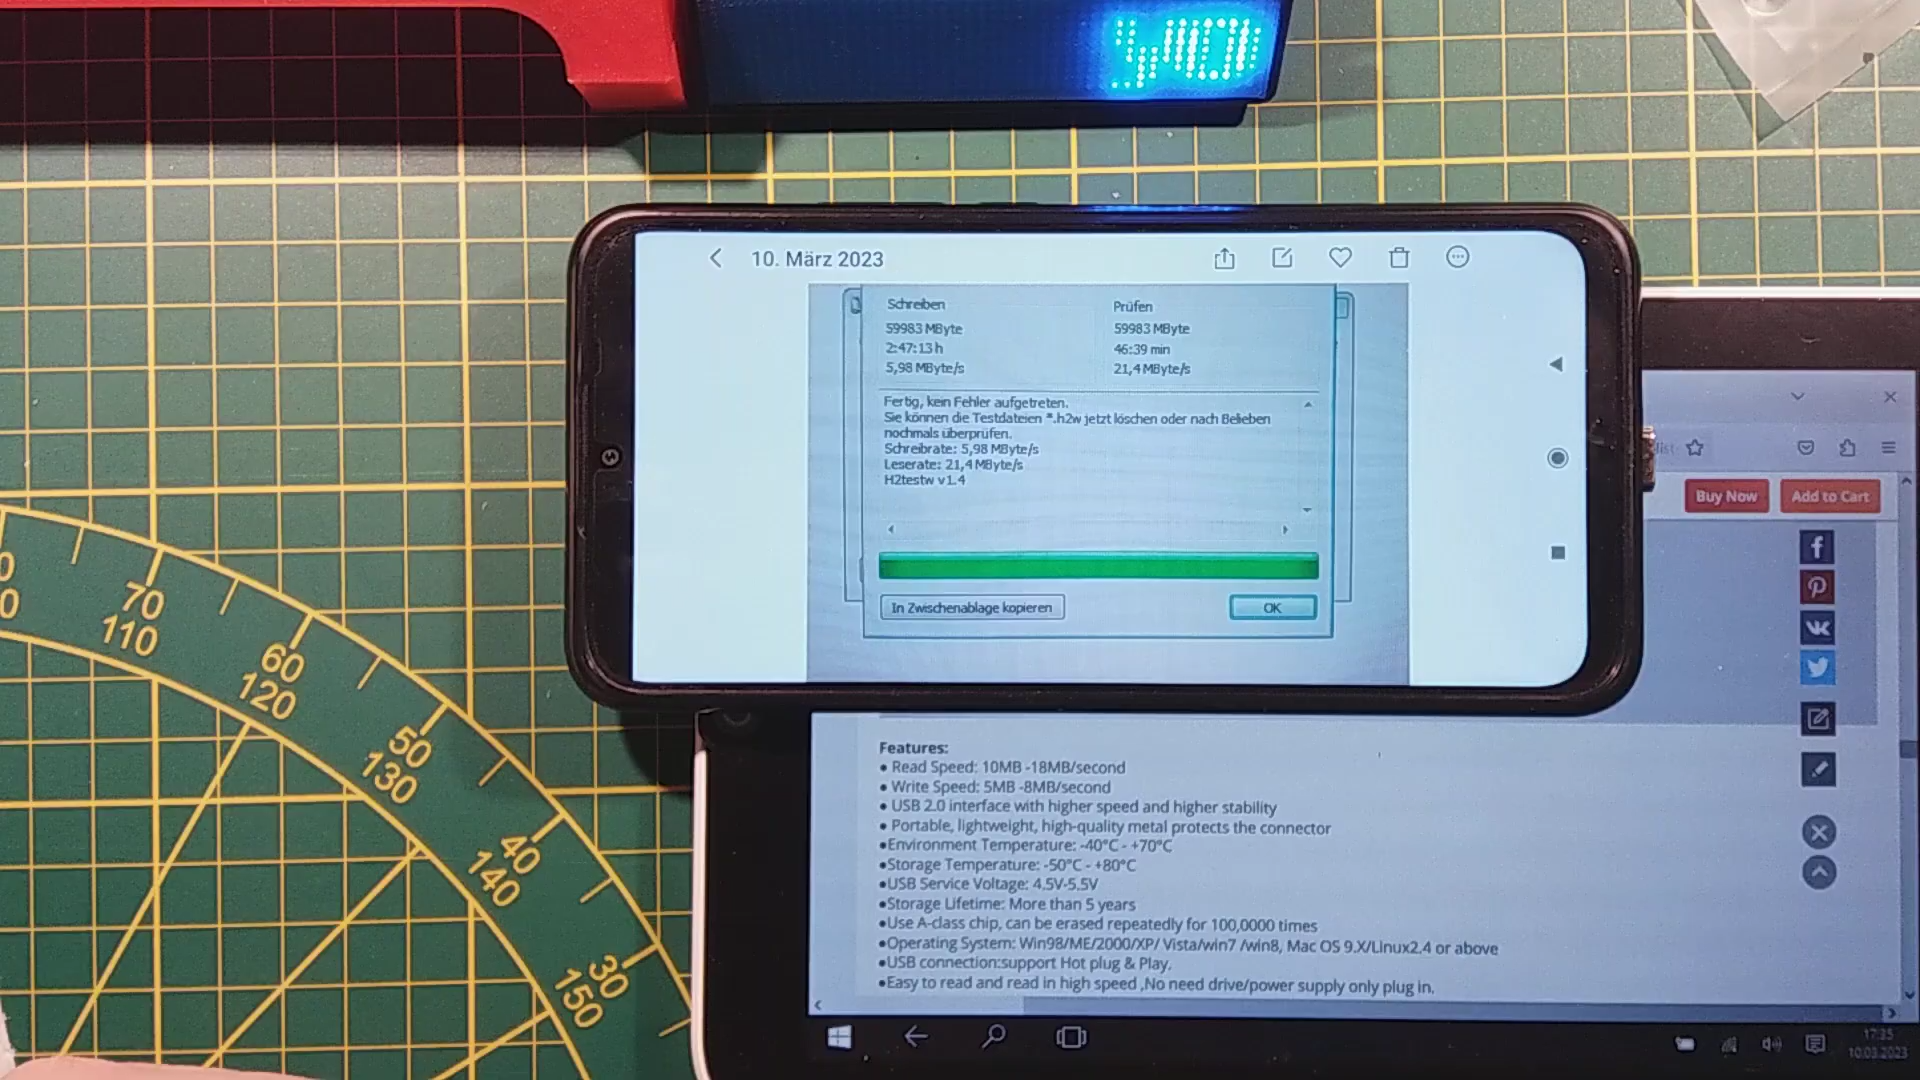 10. März 2023
Schreiben
59983 MByte
2:47:13 h
5,98 MByte/s
Prüfen
59983 MByte
46:39 min
21,4 MByte/s
Fertig, kein Fehler aufgetreten.
Sie können die Testdateien *.h2w jetzt löschen oder nach Belieben
nochmals überprüfen.
Schreibrate: 5,98 MByte/s
Leserate: 21,4 MByte/s
H2testw v1.4
In Zwischenablage kopieren
OK
Buy Now
Add to Cart
Features:
● Read Speed: 10MB -18MB/second
● Write Speed: 5MB -8MB/second
● USB 2.0 interface with higher speed and higher stability
● Portable, lightweight, high-quality metal protects the connector
●Environment Temperature: -40°C - +70°C
●Storage Temperature: -50°C - +80°C
●USB Service Voltage: 4.5V-5.5V
●Storage Lifetime: More than 5 years
●Use A-class chip, can be erased repeatedly for 100,0000 times
●Operating System: Win98/ME/2000/XP/ Vista/win7 /win8, Mac OS 9.X/Linux2.4 or above
●USB connection:support Hot plug & Play.
●Easy to read and read in high speed ,No need drive/power supply only plug in.
17:35
10.03.2023
70
110
60
120
50
130
40
140
30
150